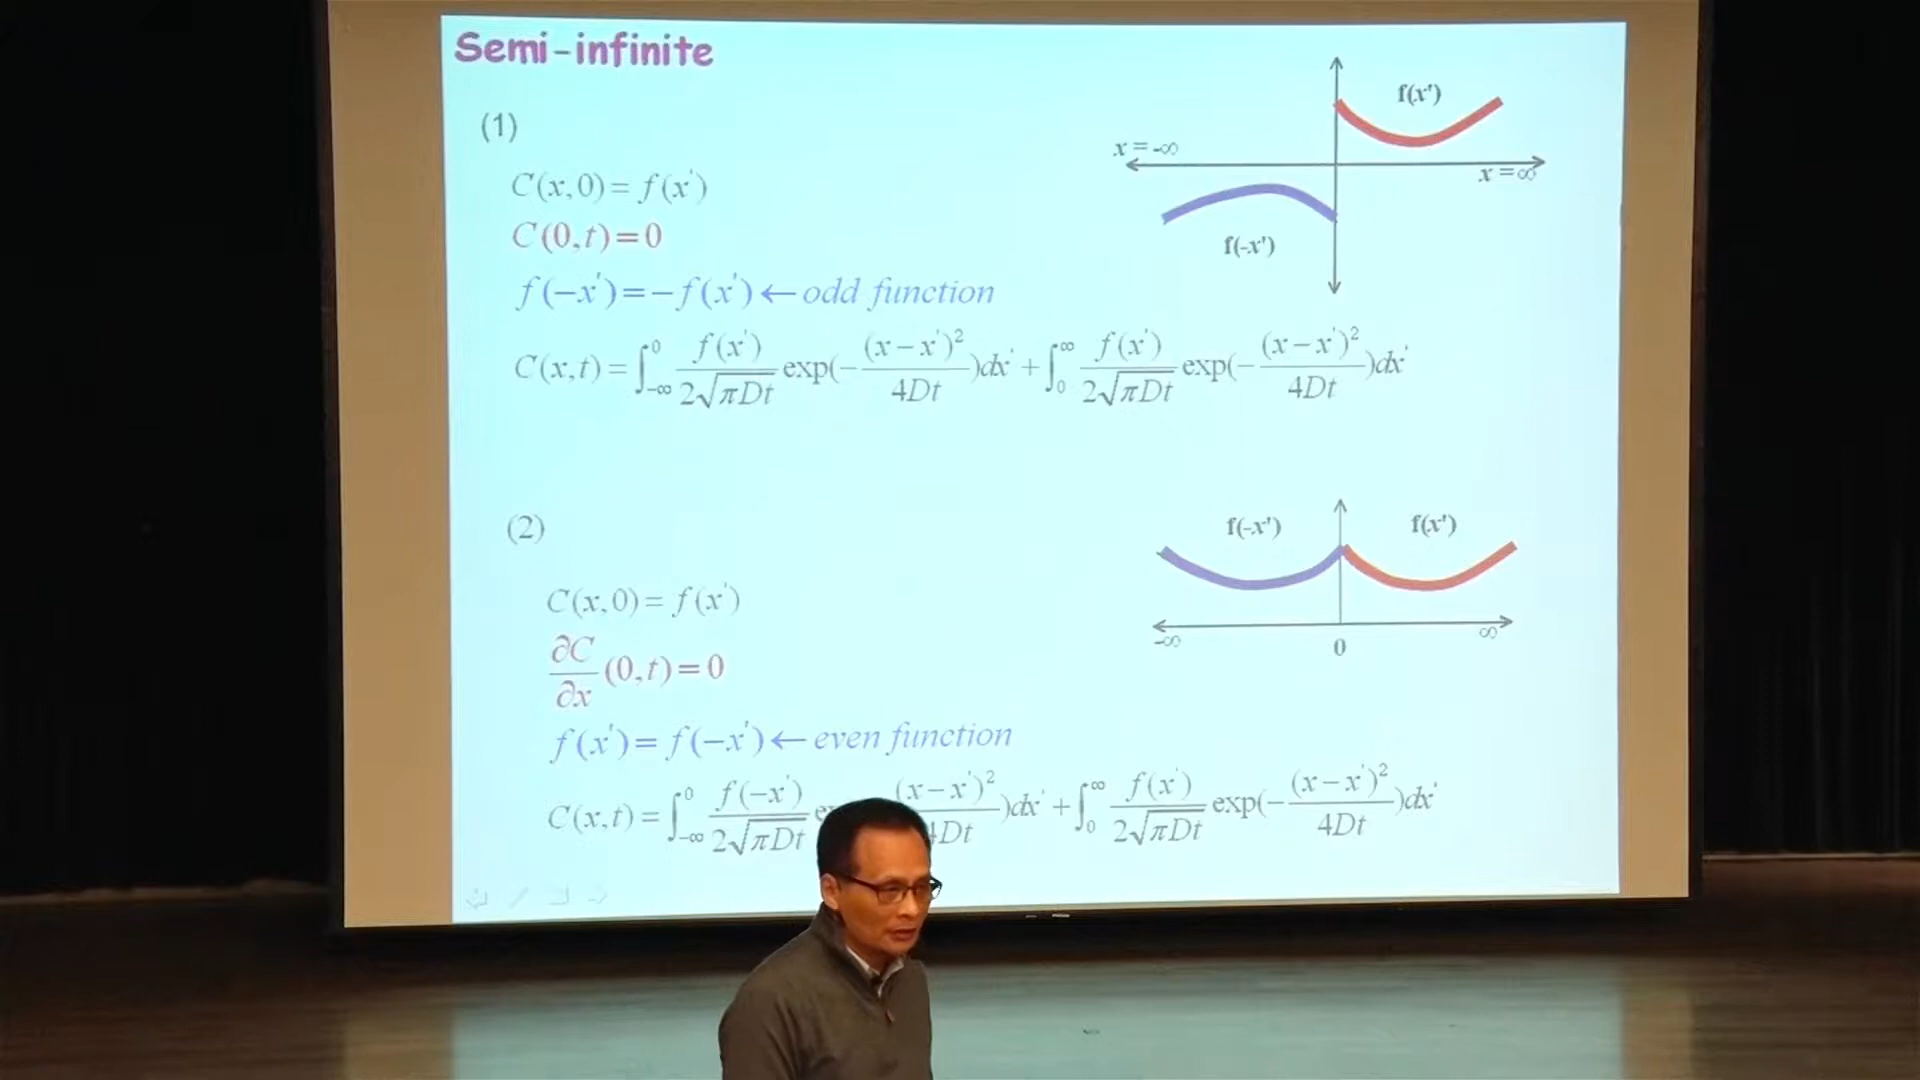 Semi-infinite
(1)
C(x,0) = f(x')
C(0,t) = 0
f(-x') = -f(x') ← odd function
C(x,t) = ∫_{-∞}^{0} f(x')/(2√(πDt)) exp(-(x-x')²/(4Dt))dx' + ∫_{0}^{∞} f(x')/(2√(πDt)) exp(-(x-x')²/(4Dt))dx'
f(x')
x = -∞
x = ∞
f(-x')
(2)
C(x,0) = f(x')
∂C/∂x (0,t) = 0
f(x') = f(-x') ← even function
C(x,t) = ∫_{-∞}^{0} f(-x')/(2√(πDt)) (x-x')²/(4Dt))dx' + ∫_{0}^{∞} f(x')/(2√(πDt)) exp(-(x-x')²/(4Dt))dx'
f(-x')
f(x')
-∞
0
∞